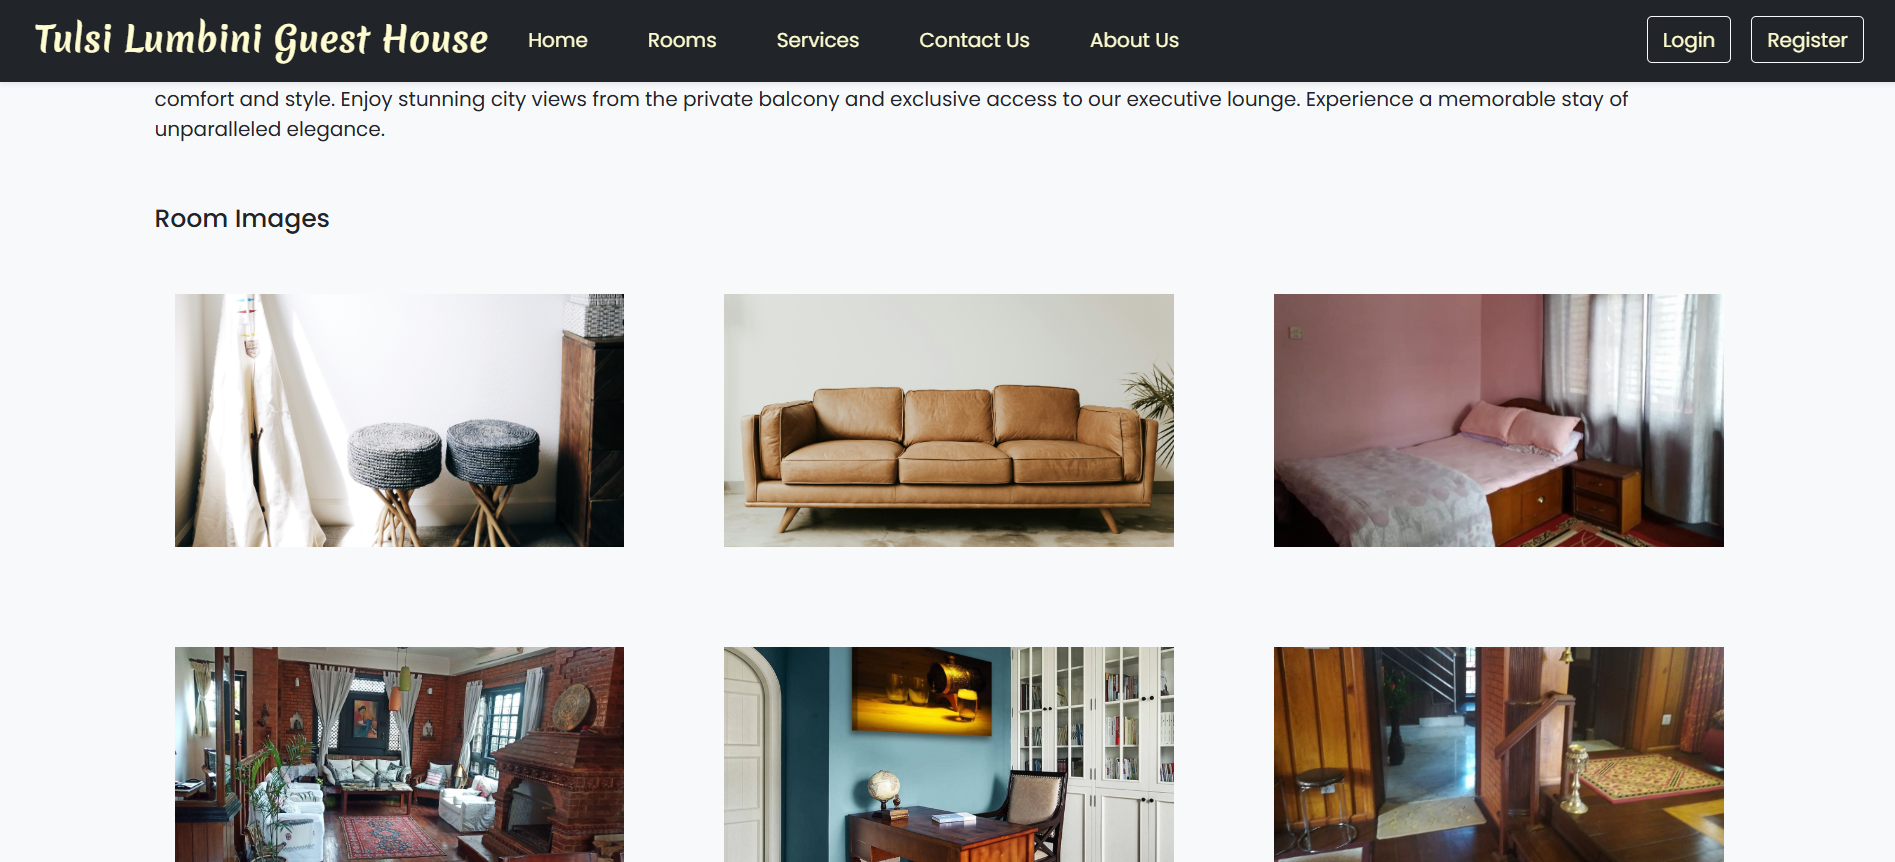 Tulsi Lumbini Guest House Home Rooms Services Contact Us About Us Login Register
comfort and style. Enjoy stunning city views from the private balcony and exclusive access to our executive lounge. Experience a memorable stay of
unparalleled elegance.
Room Images